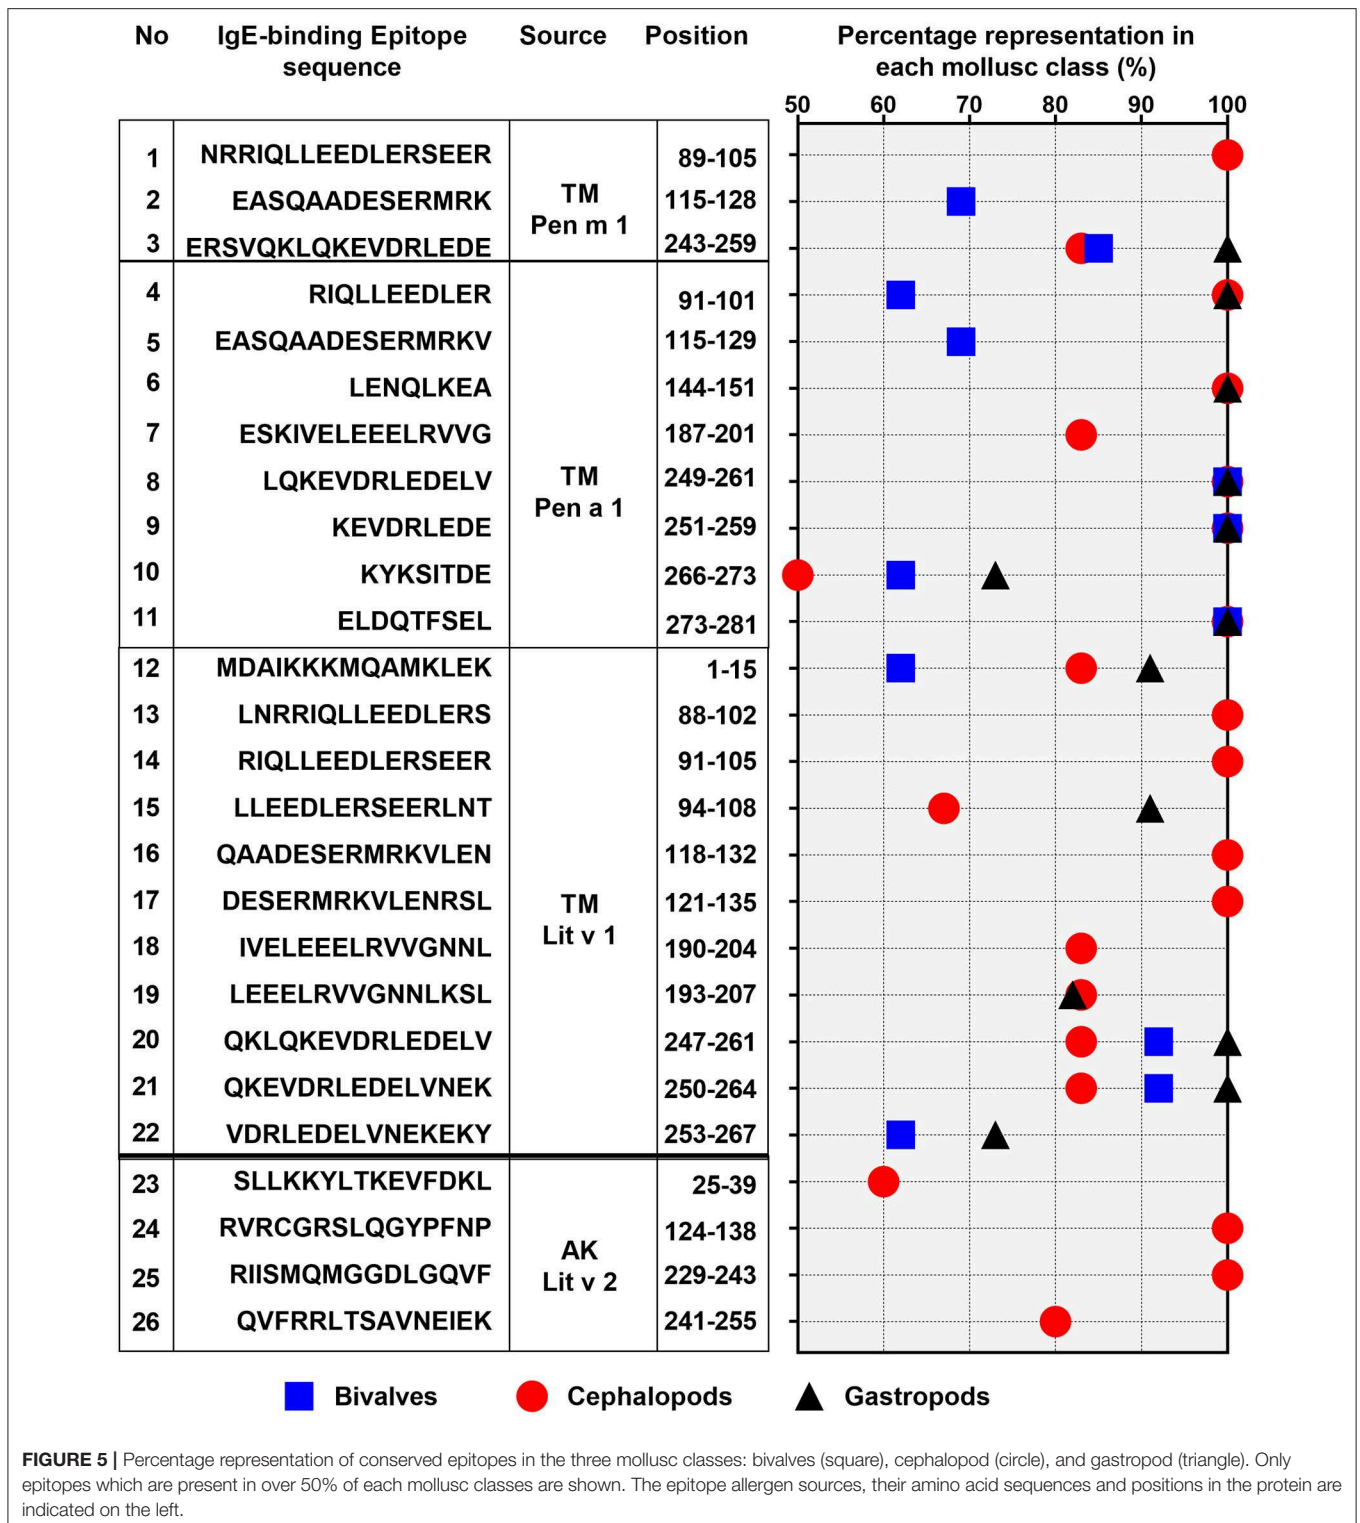 No IgE-binding Epitope sequence Source Position
Percentage representation in each mollusc class (%)
50 60 70 80 90 100
1 NRRIQLLEEDLERSEER 89-105
2 EASQAADESERMRK 115-128
TM
Pen m 1
3 ERSVQKLQKEVDRLEDE 243-259
4 RIQLLEEDLER 91-101
5 EASQAADESERMRKV 115-129
6 LENQLKEA 144-151
7 ESKIVELEEELRVVG 187-201
8 LQKEVDRLEDELV 249-261
TM
Pen a 1
9 KEVDRLEDE 251-259
10 KYKSITDE 266-273
11 ELDQTFSEL 273-281
12 MDAIKKKMQAMKLEK 1-15
13 LNRRIQLLEEDLERS 88-102
14 RIQLLEEDLERSEER 91-105
15 LLEEDLERSEERLNT 94-108
16 QAADESERMRKVLEN 118-132
17 DESERMRKVLENRSL 121-135
TM
Lit v 1
18 IVELEEELRVVGNNL 190-204
19 LEEELRVVGNNLKSL 193-207
20 QKLQKEVDRLEDELV 247-261
21 QKEVDRLEDELVNEK 250-264
22 VDRLEDELVNEKEKY 253-267
23 SLLKKYLTKEVFDKL 25-39
24 RVRCGRSLQGYPFNP 124-138
AK
Lit v 2
25 RIISMQMGGDLGQVF 229-243
26 QVFRRLTSAVNEIEK 241-255
Bivalves Cephalopods Gastropods
FIGURE 5 | Percentage representation of conserved epitopes in the three mollusc classes: bivalves (square), cephalopod (circle), and gastropod (triangle). Only
epitopes which are present in over 50% of each mollusc classes are shown. The epitope allergen sources, their amino acid sequences and positions in the protein are
indicated on the left.